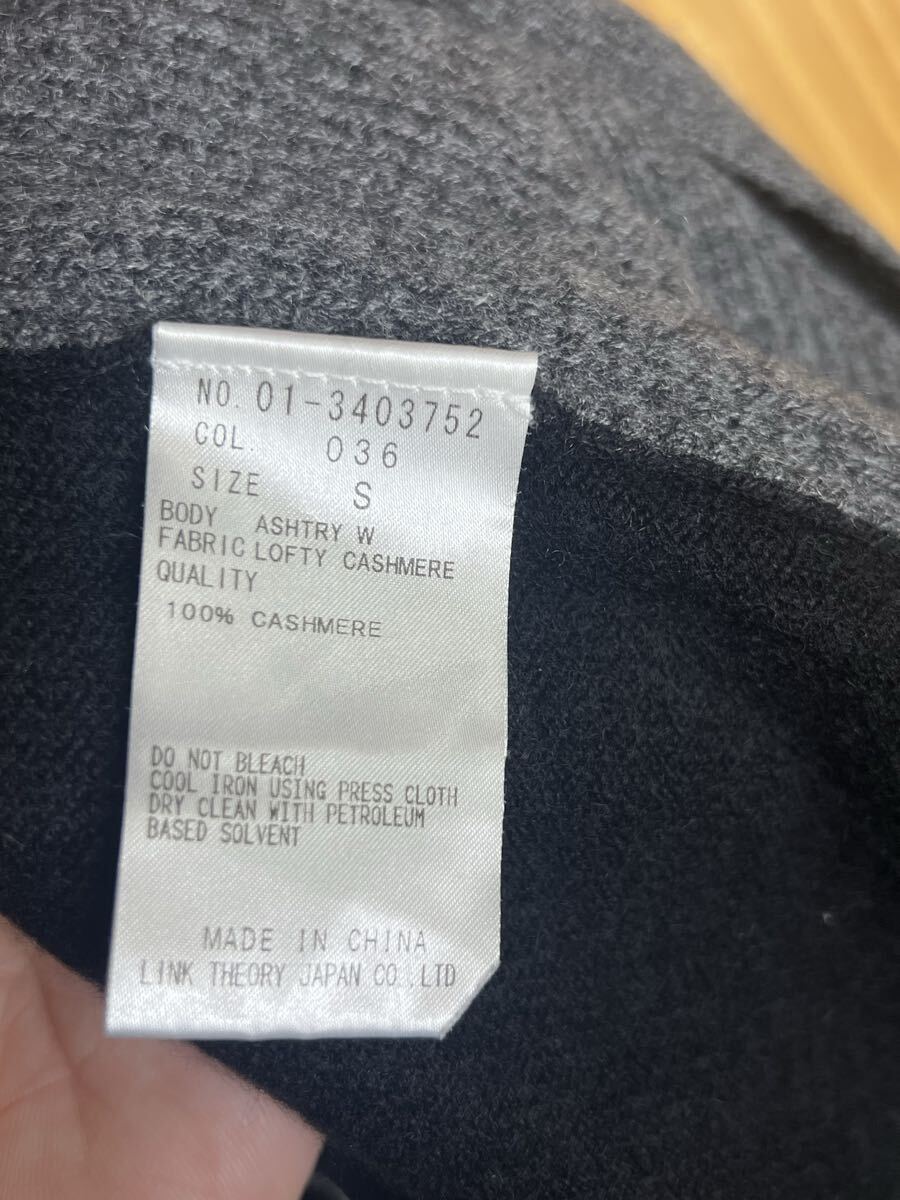 NO. 01-3403752
COL. 036
SIZE S
BODY ASHTRY W
FABRIC LOFTY CASHMERE
QUALITY
100% CASHMERE
DO NOT BLEACH
COOL IRON USING PRESS CLOTH
DRY CLEAN WITH PETROLEUM
BASED SOLVENT
MADE IN CHINA
LINK THEORY JAPAN CO.,LTD